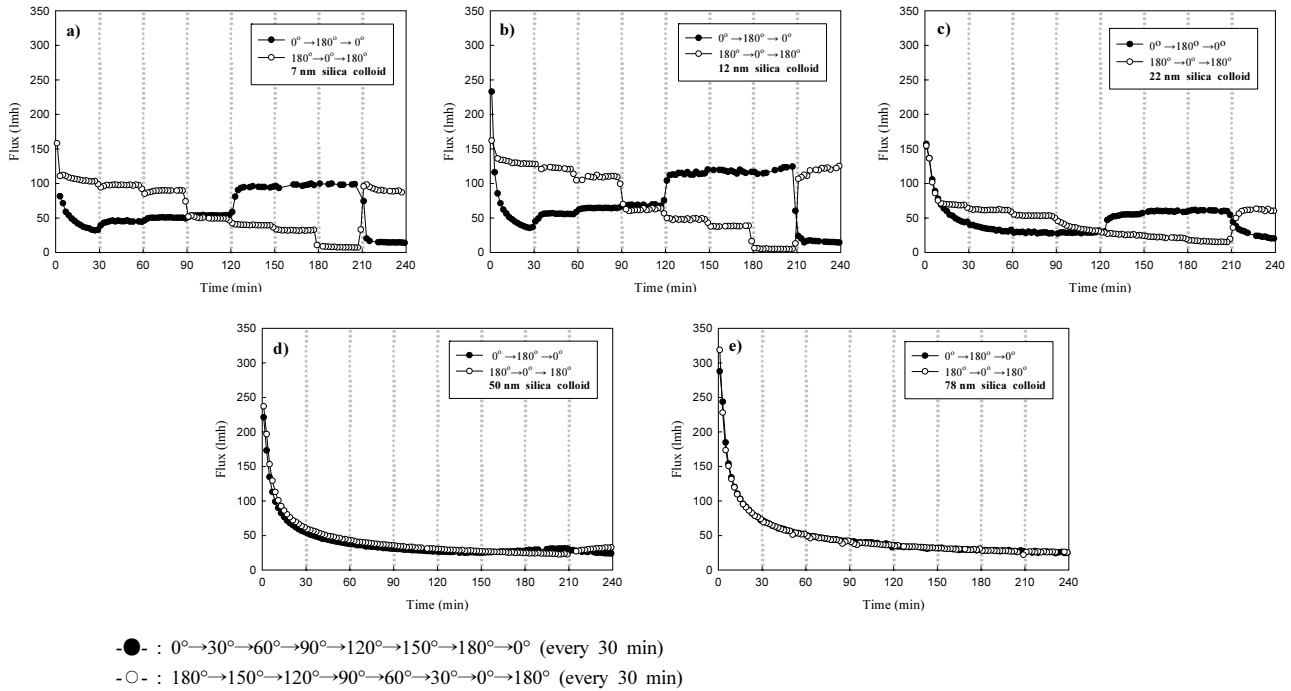 a)
0° →180° → 0°
180°→0° →180°
7 nm silica colloid
350
300
250
200
150
100
50
0
Flux (lmh)
0 30 60 90 120 150 180 210 240
Time (min)
b)
0° →180° → 0°
180°→0° →180°
12 nm silica colloid
350
300
250
200
150
100
50
0
Flux (lmh)
0 30 60 90 120 150 180 210 240
Time (min)
c)
0° →180° →0°
180° →0° →180°
22 nm silica colloid
350
300
250
200
150
100
50
0
Flux (lmh)
0 30 60 90 120 150 180 210 240
Time (min)
d)
0° →180° →0°
180°→0° → 180°
50 nm silica colloid
350
300
250
200
150
100
50
0
Flux (lmh)
0 30 60 90 120 150 180 210 240
Time (min)
e)
0° →180° →0°
180° →0° →180°
78 nm silica colloid
350
300
250
200
150
100
50
0
Flux (lmh)
0 30 60 90 120 150 180 210 240
Time (min)
-●- : 0°→30°→60°→90°→120°→150°→180°→0° (every 30 min)
-○- : 180°→150°→120°→90°→60°→30°→0°→180° (every 30 min)